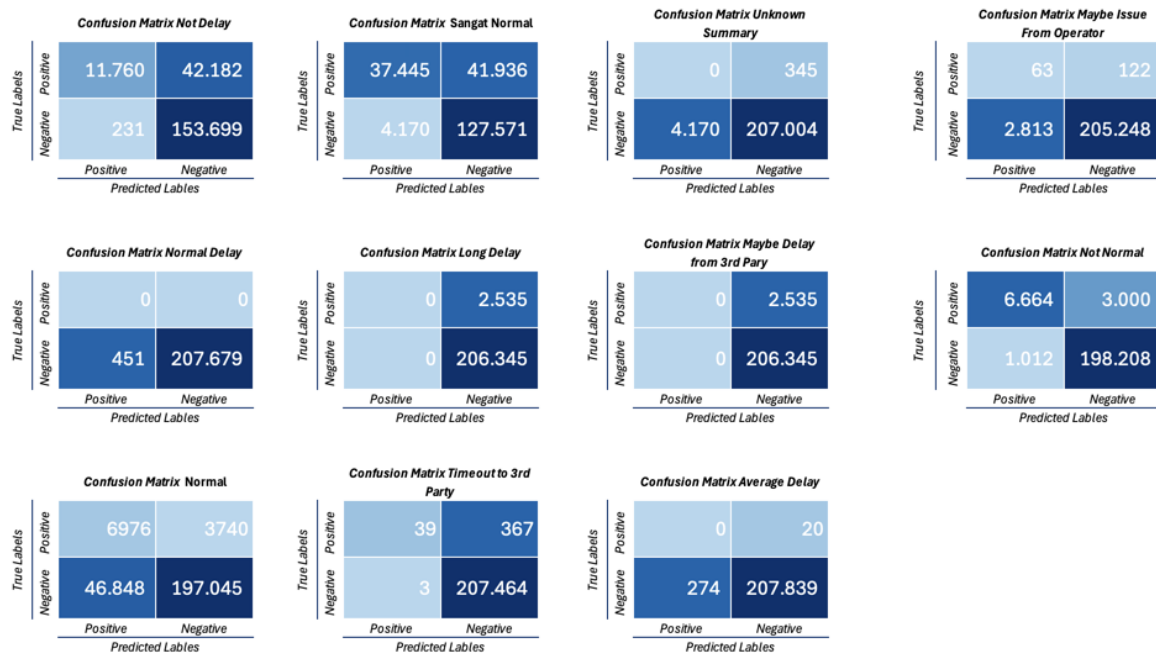 Confusion Matrix Not Delay
True Labels
Positive
11.760 42.182
Negative
231 153.699
Positive Negative
Predicted Lables
Confusion Matrix Sangat Normal
True Labels
Positive
37.445 41.936
Negative
4.170 127.571
Positive Negative
Predicted Lables
Confusion Matrix Unknown
Summary
True Labels
Positive
0 345
Negative
4.170 207.004
Positive Negative
Predicted Lables
Confusion Matrix Maybe Issue
From Operator
True Labels
Positive
63 122
Negative
2.813 205.248
Positive Negative
Predicted Lables
Confusion Matrix Normal Delay
True Labels
Positive
0 0
Negative
451 207.679
Positive Negative
Predicted Lables
Confusion Matrix Long Delay
True Labels
Positive
0 2.535
Negative
0 206.345
Positive Negative
Predicted Lables
Confusion Matrix Maybe Delay
from 3rd Pary
True Labels
Positive
0 2.535
Negative
0 206.345
Positive Negative
Predicted Lables
Confusion Matrix Not Normal
True Labels
Positive
6.664 3.000
Negative
1.012 198.208
Positive Negative
Predicted Lables
Confusion Matrix Normal
True Labels
Positive
6976 3740
Negative
46.848 197.045
Positive Negative
Predicted Lables
Confusion Matrix Timeout to 3rd
Party
True Labels
Positive
39 367
Negative
3 207.464
Positive Negative
Predicted Lables
Confusion Matrix Average Delay
True Labels
Positive
0 20
Negative
274 207.839
Positive Negative
Predicted Lables